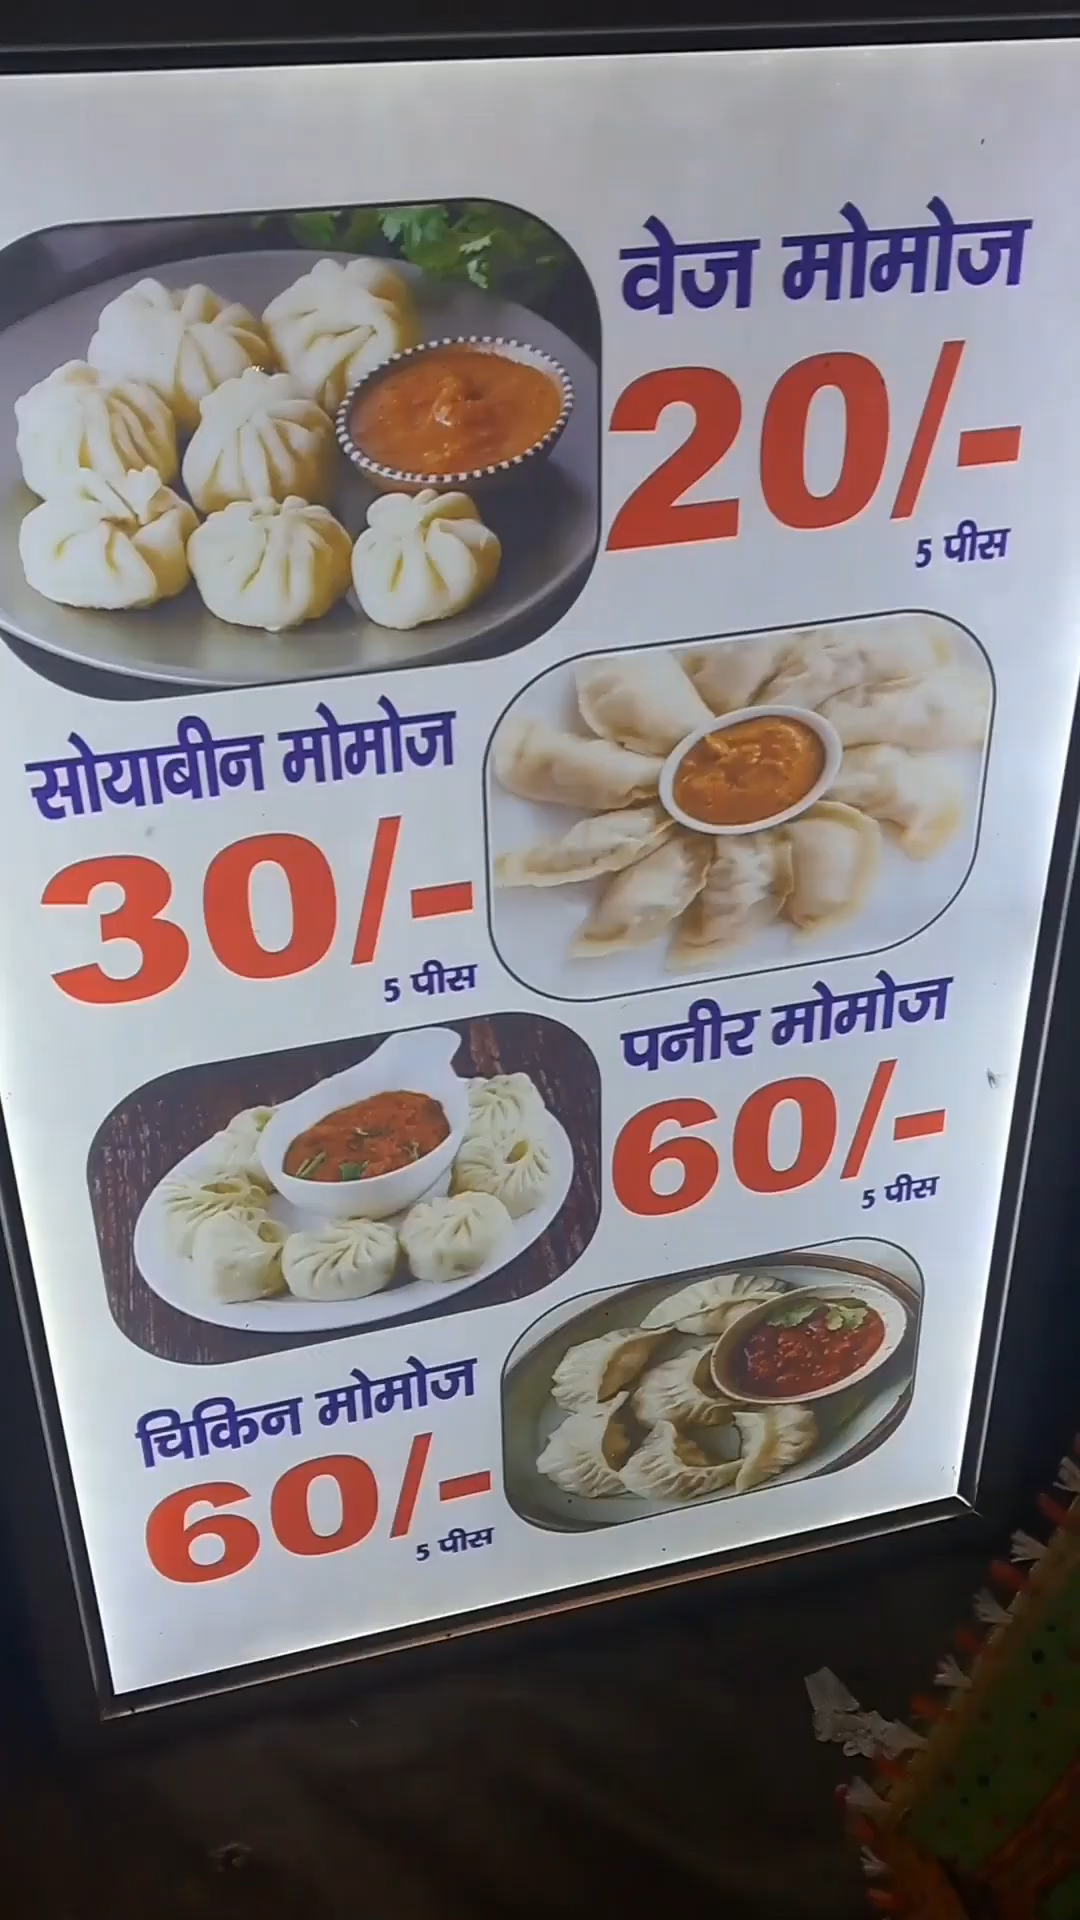 वेज मोमोज
20/-
5 पीस
सोयाबीन मोमोज
30/-
5 पीस
पनीर मोमोज
60/-
5 पीस
चिकिन मोमोज
60/-
5 पीस